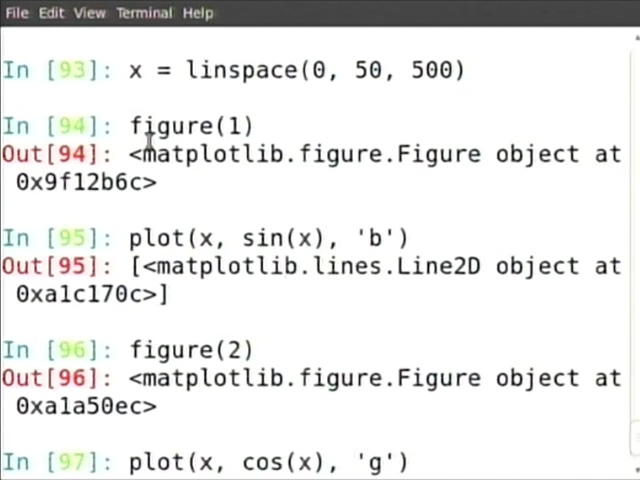 File Edit View Terminal Help
In [93]: x = linspace(0, 50, 500)
In [94]: figure(1)
Out[94]: <matplotlib.figure.Figure object at
0x9f12b6c>
In [95]: plot(x, sin(x), 'b')
Out[95]: [<matplotlib.lines.Line2D object at
0xa1c170c>]
In [96]: figure(2)
Out[96]: <matplotlib.figure.Figure object at
0xa1a50ec>
In [97]: plot(x, cos(x), 'g')